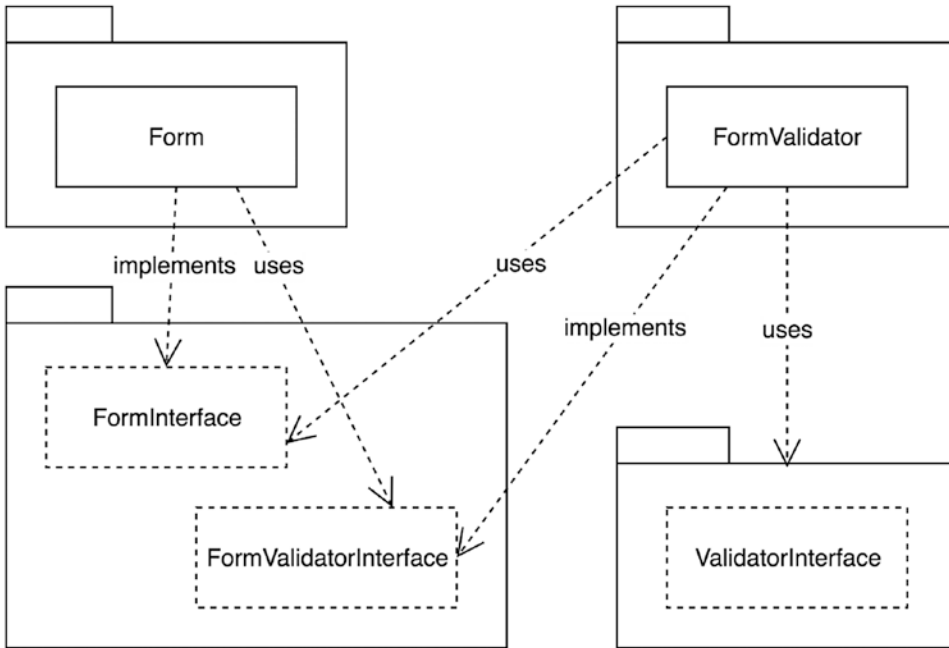 Form
FormValidator
implements
uses
uses
implements
uses
FormInterface
FormValidatorInterface
ValidatorInterface